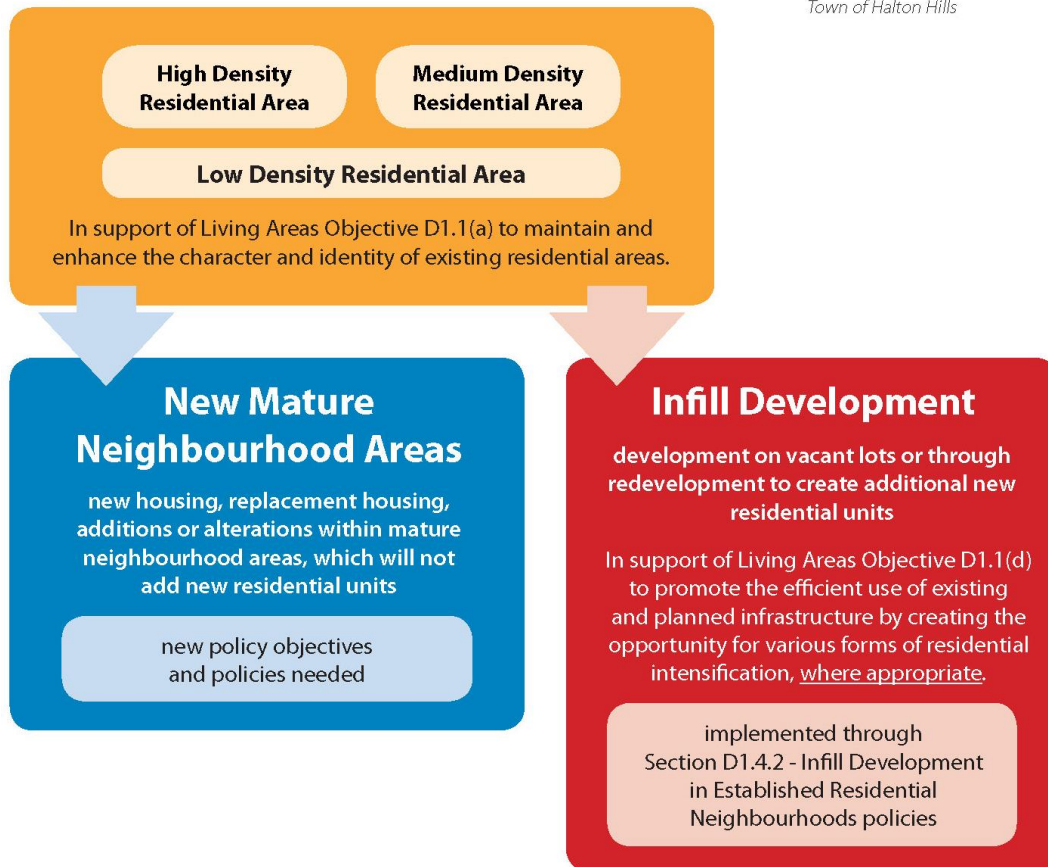 Town of Halton Hills
High Density
Residential Area
Medium Density
Residential Area
Low Density Residential Area
In support of Living Areas Objective D1.1(a) to maintain and
enhance the character and identity of existing residential areas.
New Mature
Neighbourhood Areas
new housing, replacement housing,
additions or alterations within mature
neighbourhood areas, which will not
add new residential units
new policy objectives
and policies needed
Infill Development
development on vacant lots or through
redevelopment to create additional new
residential units
In support of Living Areas Objective D1.1(d)
to promote the efficient use of existing
and planned infrastructure by creating the
opportunity for various forms of residential
intensification, where appropriate.
implemented through
Section D1.4.2 - Infill Development
in Established Residential
Neighbourhoods policies